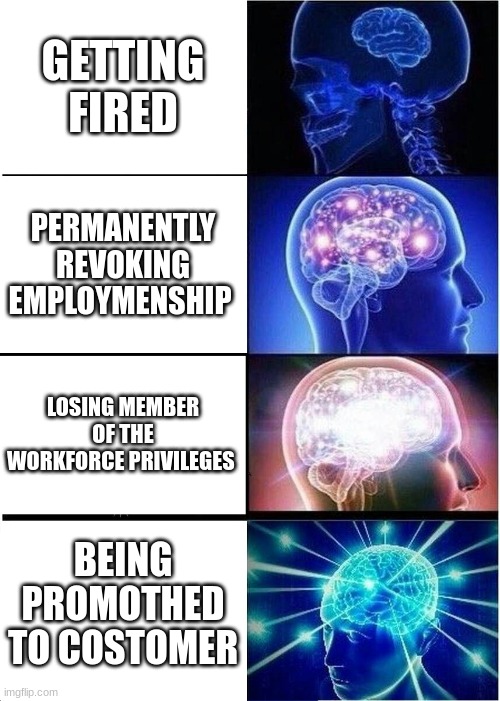 GETTING
FIRED
PERMANENTLY
REVOKING
EMPLOYMENSHIP
LOSING MEMBER
OF THE
WORKFORCE PRIVILEGES
BEING
PROMOTHED
TO COSTOMER
imgflip.com